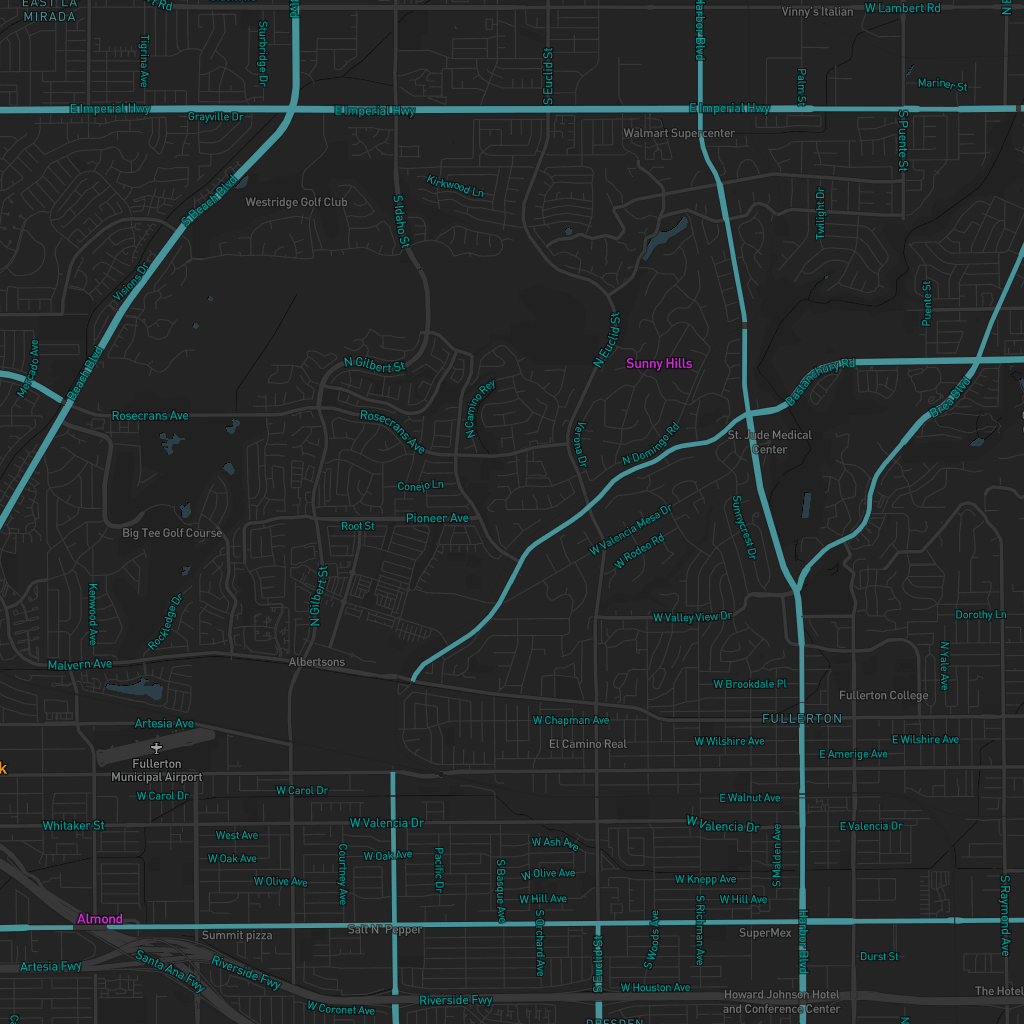 EAST LA
MIRADA
Vinny's Italian
W Lambert Rd
Harbor Blvd
Tigrina Ave
Sturbridge Dr
S Euclid St
Palm St
Mariner St
E Imperial Hwy
E Imperial Hwy
E Imperial Hwy
Grayville Dr
Walmart Supercenter
S Puente St
Kirkwood Ln
S Beach Blvd
Westridge Golf Club
S Idaho St
Twilight Dr
Visions Dr
Puente St
N Euclid St
Mercado Ave
Beach Blvd
N Gilbert St
Sunny Hills
Bastanchury Rd
N Camino Rey
Brea Blvd
Rosecrans Ave
Rosecrans Ave
Verona Dr
N Domingo Rd
St. Jude Medical
Center
Conejo Ln
Big Tee Golf Course
Root St
Pioneer Ave
W Valencia Mesa Dr
Sunnycrest Dr
W Rodeo Rd
Kenwood Ave
Rockledge Dr
N Gilbert St
W Valley View Dr
Dorothy Ln
Malvern Ave
Albertsons
N Yale Ave
W Brookdale Pl
Fullerton College
Artesia Ave
W Chapman Ave
FULLERTON
El Camino Real
W Wilshire Ave
E Wilshire Ave
E Amerige Ave
Fullerton
Municipal Airport
k
W Carol Dr
W Carol Dr
E Walnut Ave
Whitaker St
W Valencia Dr
W Valencia Dr
E Valencia Dr
West Ave
W Ash Ave
W Oak Ave
W Oak Ave
Courtney Ave
Pacific Dr
S Basque Ave
W Olive Ave
W Olive Ave
W Knepp Ave
S Malden Ave
W Hill Ave
W Hill Ave
S Raymond Ave
Almond
Summit pizza
Salt N' Pepper
S Orchard Ave
S Woods Ave
S Richman Ave
SuperMex
Harbor Blvd
Durst St
Artesia Fwy
Santa Ana Fwy
Riverside Fwy
Riverside Fwy
W Coronet Ave
S Euclid St
W Houston Ave
Howard Johnson Hotel
and Conference Center
The Hotel
DRESDEN